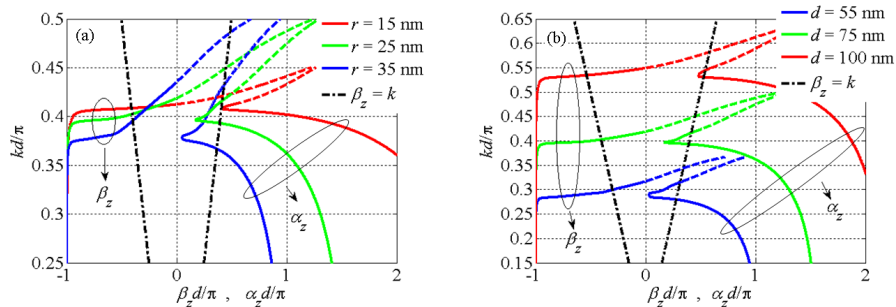 (a)
r = 15 nm
r = 25 nm
r = 35 nm
β_z = k
0.5
0.45
0.4
0.35
0.3
0.25
kd/π
β_z
α_z
-1
0
1
2
β_z d/π , α_z d/π
(b)
d = 55 nm
d = 75 nm
d = 100 nm
β_z = k
0.65
0.6
0.55
0.5
0.45
0.4
0.35
0.3
0.25
0.2
0.15
kd/π
β_z
α_z
-1
0
1
2
β_z d/π , α_z d/π